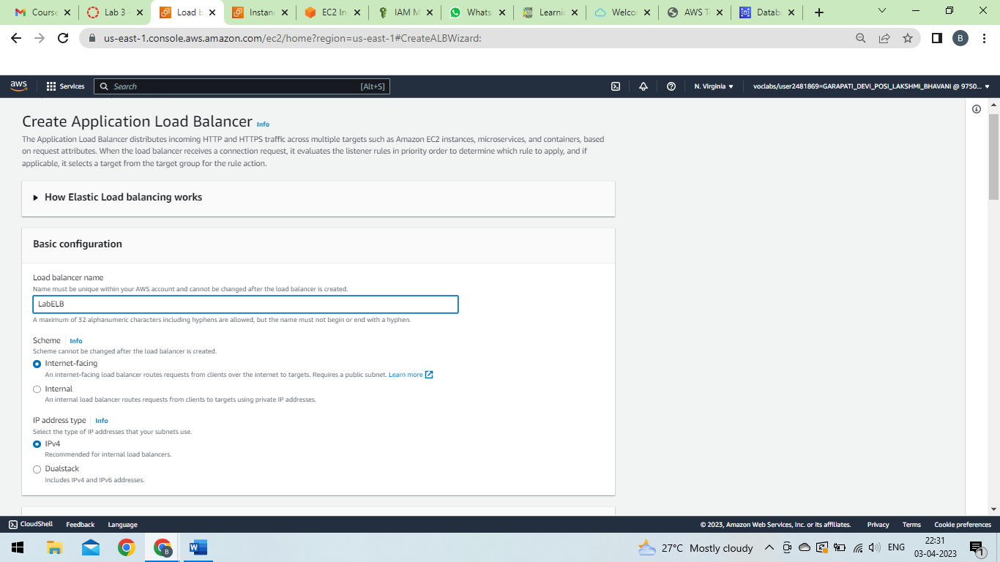 Course
Lab 3 -
Load b
Instanc
EC2 In
IAM M
Whats
Learni
Welco
AWS T
Datab
us-east-1.console.aws.amazon.com/ec2/home?region=us-east-1#CreateALBWizard:
B
aws
Services
Search
[Alt+S]
N. Virginia
voclabs/user2481869=GARAPATI_DEVI_POSI_LAKSHMI_BHAVANI @ 9750...
Create Application Load Balancer Info
The Application Load Balancer distributes incoming HTTP and HTTPS traffic across multiple targets such as Amazon EC2 instances, microservices, and containers, based
on request attributes. When the load balancer receives a connection request, it evaluates the listener rules in priority order to determine which rule to apply, and if
applicable, it selects a target from the target group for the rule action.
How Elastic Load balancing works
Basic configuration
Load balancer name
Name must be unique within your AWS account and cannot be changed after the load balancer is created.
LabELB
A maximum of 32 alphanumeric characters including hyphens are allowed, but the name must not begin or end with a hyphen.
Scheme Info
Scheme cannot be changed after the load balancer is created.
Internet-facing
An internet-facing load balancer routes requests from clients over the internet to targets. Requires a public subnet. Learn more
Internal
An internal load balancer routes requests from clients to targets using private IP addresses.
IP address type Info
Select the type of IP addresses that your subnets use.
IPv4
Recommended for internal load balancers.
Dualstack
Includes IPv4 and IPv6 addresses.
CloudShell
Feedback
Language
© 2023, Amazon Web Services, Inc. or its affiliates.
Privacy
Terms
Cookie preferences
B
W
27°C Mostly cloudy
ENG
22:31
03-04-2023
1